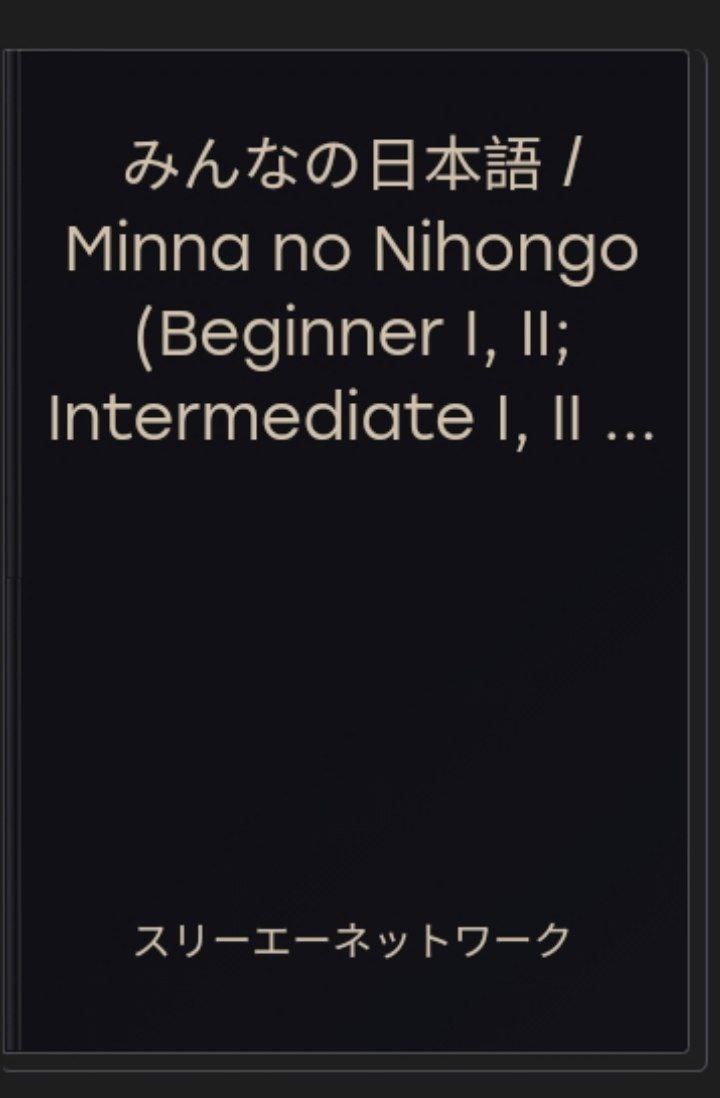 みんなの日本語 /
Minna no Nihongo
(Beginner I, II;
Intermediate I, II ...
スリーエーネットワーク